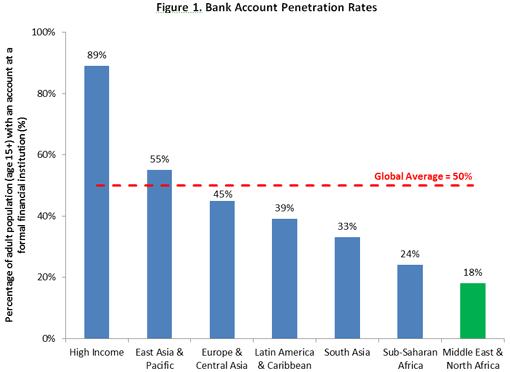 Figure 1. Bank Account Penetration Rates
Percentage of adult population (age 15+) with an account at a
formal financial institution (%)
100%
80%
60%
40%
20%
0%
89%
55%
45%
39%
33%
24%
18%
Global Average = 50%
High Income
East Asia &
Pacific
Europe &
Central Asia
Latin America
& Caribbean
South Asia
Sub-Saharan
Africa
Middle East &
North Africa